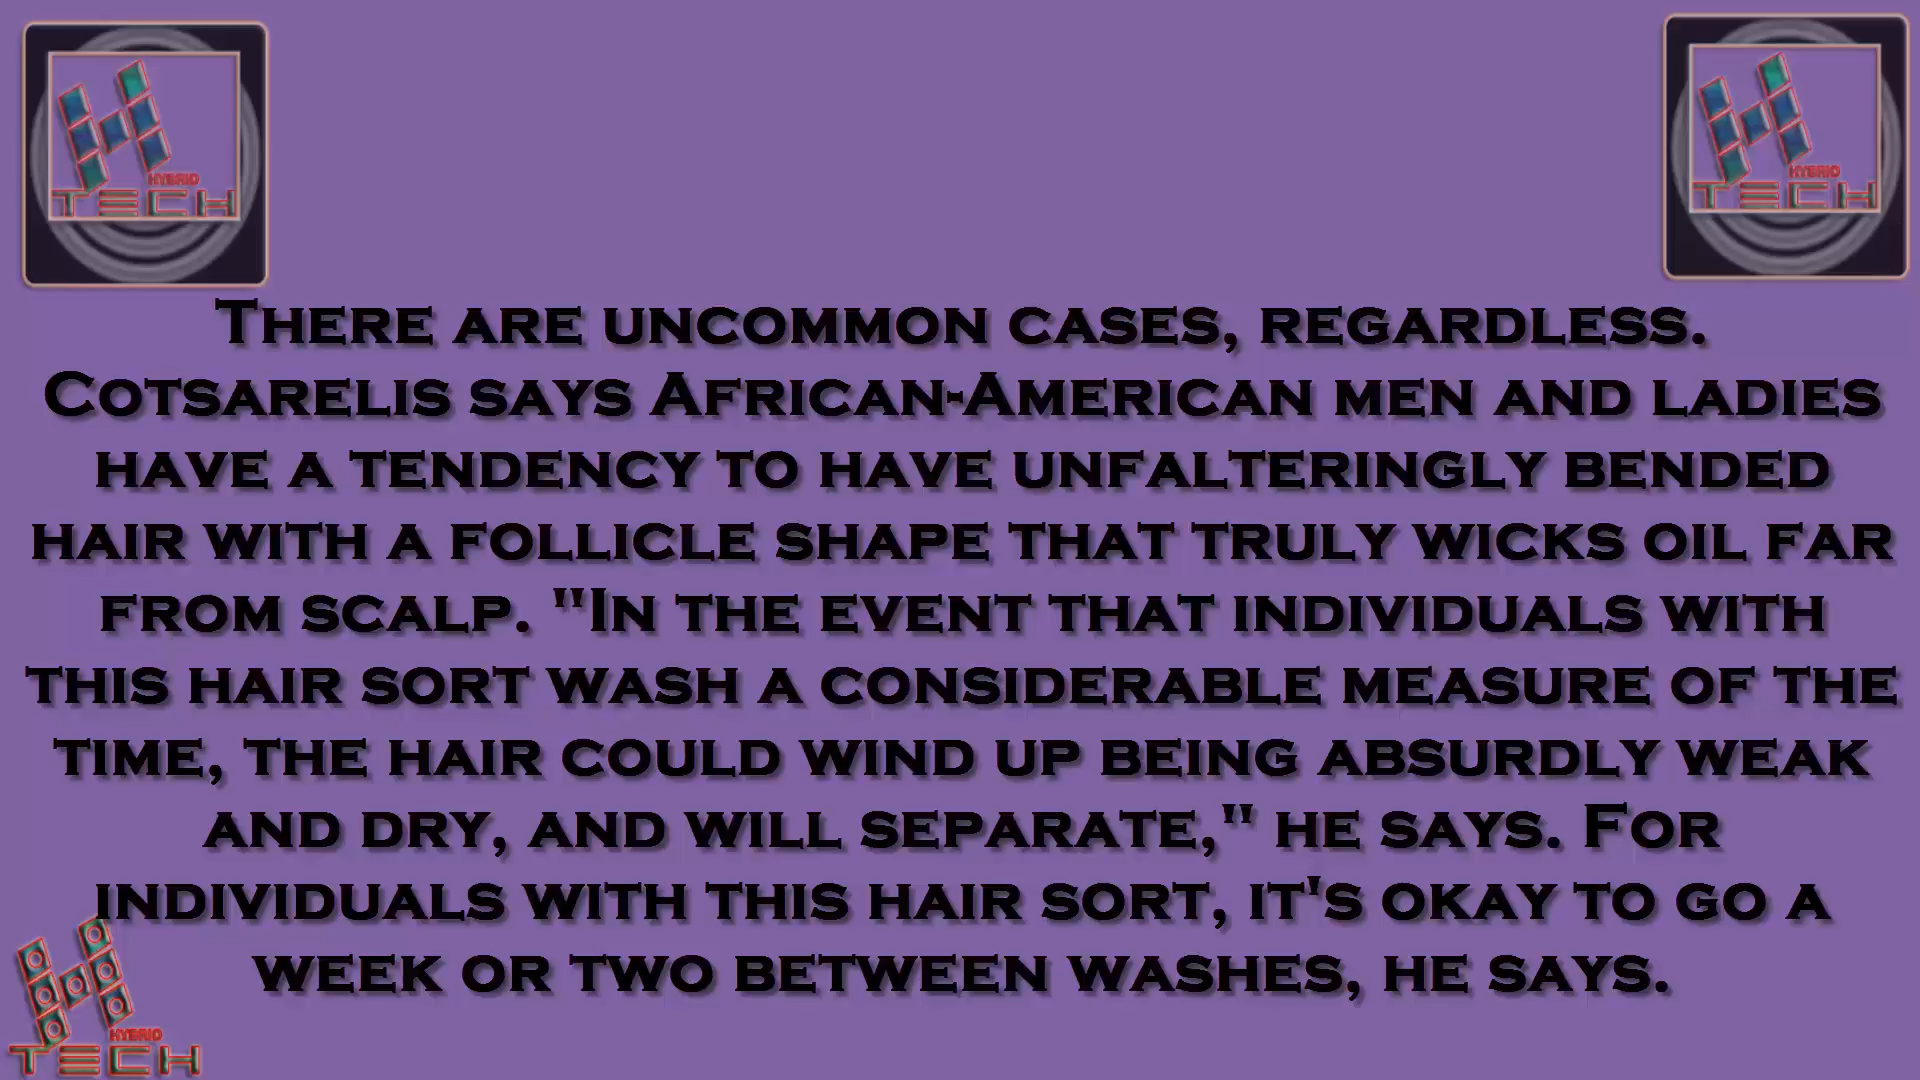 HYBRID
TECH
HYBRID
TECH
There are uncommon cases, regardless.
Cotsarelis says African-American men and ladies
have a tendency to have unfalteringly bended
hair with a follicle shape that truly wicks oil far
from scalp. "In the event that individuals with
this hair sort wash a considerable measure of the
time, the hair could wind up being absurdly weak
and dry, and will separate," he says. For
individuals with this hair sort, it's okay to go a
week or two between washes, he says.
HYBRID
TECH